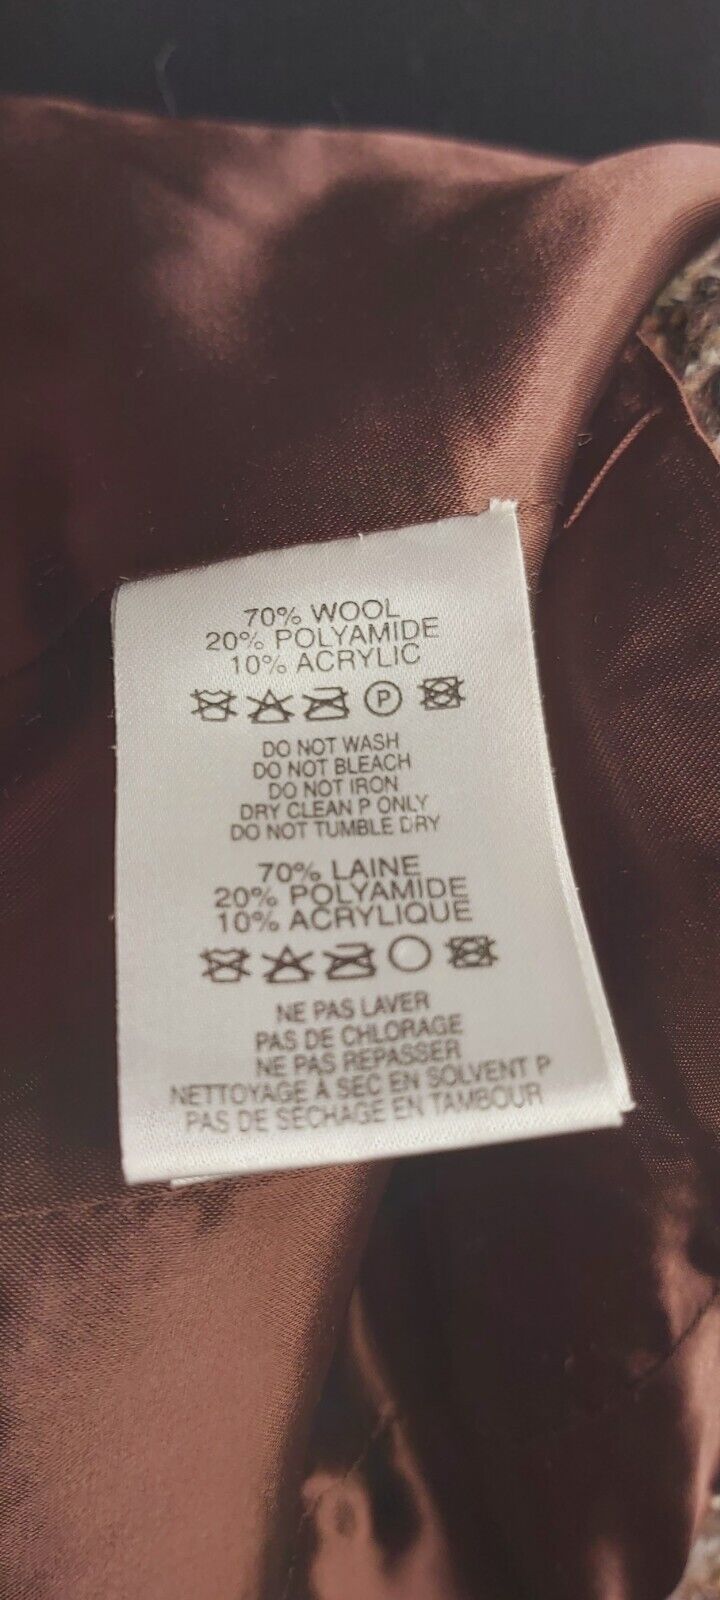 70% WOOL
20% POLYAMIDE
10% ACRYLIC
P
DO NOT WASH
DO NOT BLEACH
DO NOT IRON
DRY CLEAN P ONLY
DO NOT TUMBLE DRY
70% LAINE
20% POLYAMIDE
10% ACRYLIQUE
NE PAS LAVER
PAS DE CHLORAGE
NE PAS REPASSER
NETTOYAGE À SEC EN SOLVENT P
PAS DE SÉCHAGE EN TAMBOUR